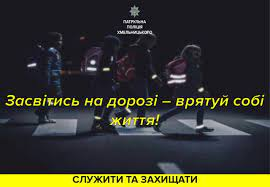 ПАТРУЛЬНА
ПОЛІЦІЯ
ХМЕЛЬНИЦЬКОГО
Засвітись на дорозі – врятуй собі
життя!
СЛУЖИТИ ТА ЗАХИЩАТИ